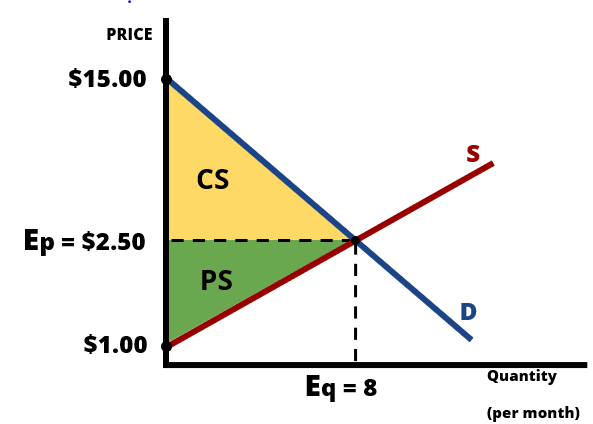 PRICE
$15.00
CS
S
Ep = $2.50
PS
D
$1.00
Eq = 8
Quantity
(per month)